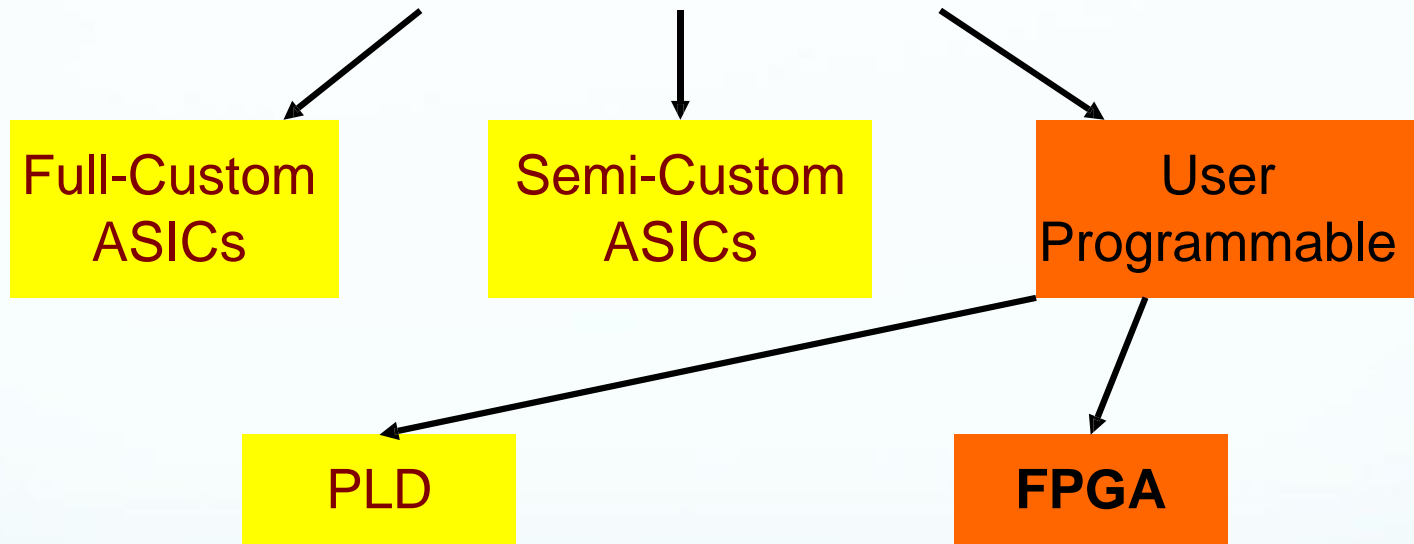 Full-Custom
ASICs
Semi-Custom
ASICs
User
Programmable
PLD
FPGA